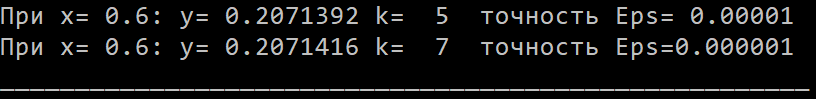 При x= 0.6: y= 0.2071392 k=  5  точность Eps= 0.00001
При x= 0.6: y= 0.2071416 k=  7  точность Eps=0.000001
______________________________________________________